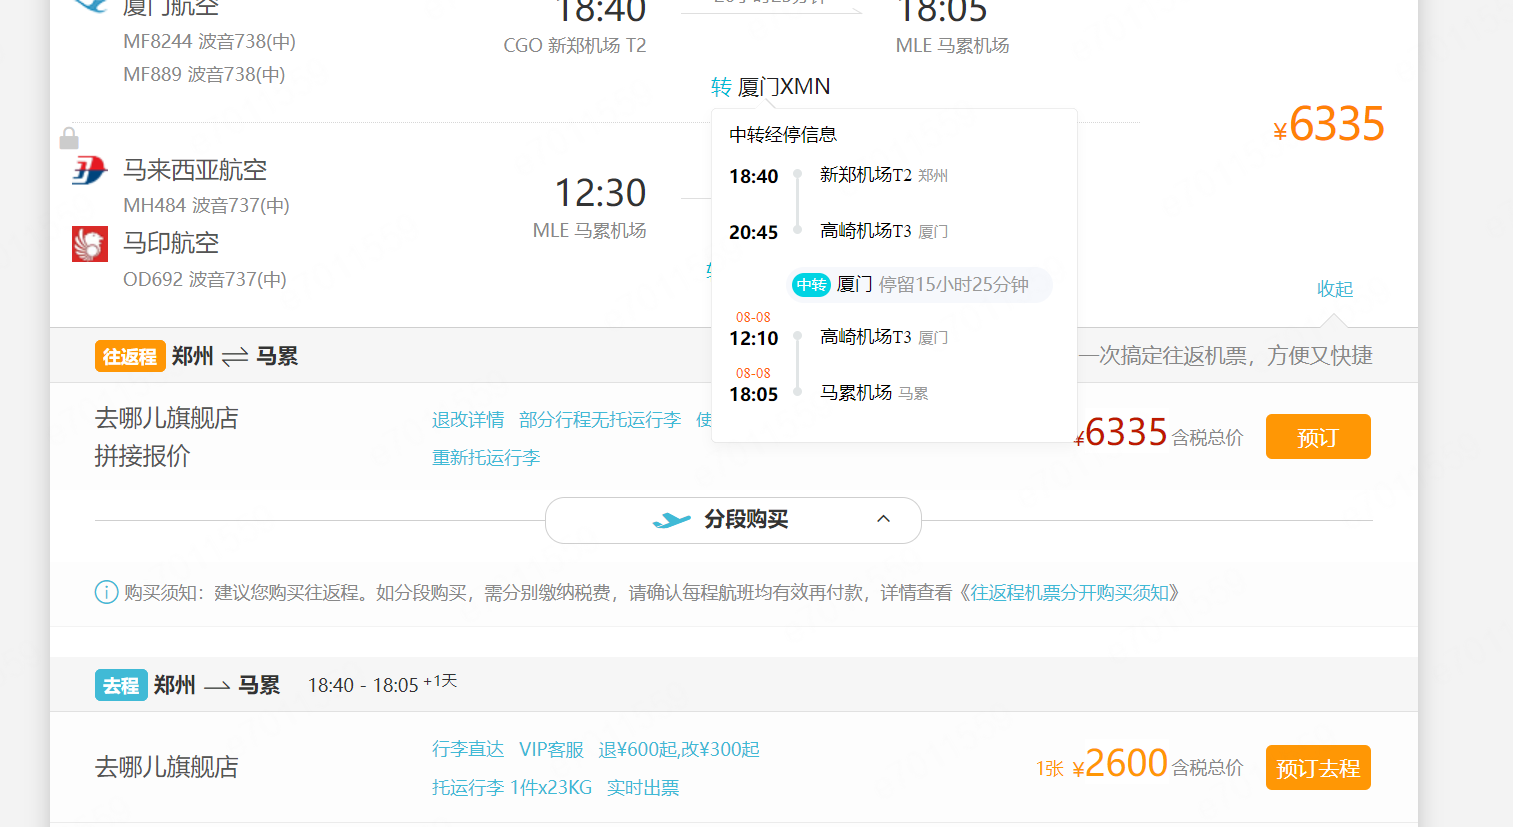 厦门航空
18:40
18:05
MF8244 波音738(中)
CGO 新郑机场 T2
MLE 马累机场
MF889 波音738(中)
转 厦门XMN
¥6335
中转经停信息
18:40 新郑机场T2 郑州
20:45 高崎机场T3 厦门
中转 厦门 停留15小时25分钟
08-08
12:10 高崎机场T3 厦门
08-08
18:05 马累机场 马累
马来西亚航空
12:30
MH484 波音737(中)
MLE 马累机场
马印航空
OD692 波音737(中)
收起
往返程 郑州 ⇌ 马累
一次搞定往返机票，方便又快捷
去哪儿旗舰店
拼接报价
退改详情 部分行程无托运行李 使
重新托运行李
¥6335 含税总价
预订
分段购买
购买须知：建议您购买往返程。如分段购买，需分别缴纳税费，请确认每程航班均有效再付款，详情查看《往返程机票分开购买须知》
去程 郑州 → 马累 18:40 - 18:05 +1天
去哪儿旗舰店
行李直达 VIP客服 退¥600起,改¥300起
托运行李 1件x23KG 实时出票
1张 ¥2600 含税总价
预订去程